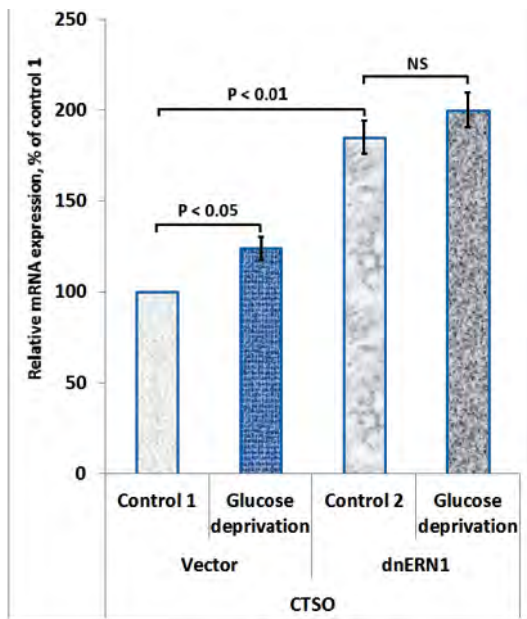 Relative mRNA expression, % of control 1
250
200
150
100
50
0
NS
P < 0.01
P < 0.05
Control 1
Glucose
deprivation
Control 2
Glucose
deprivation
Vector
dnERN1
CTSO